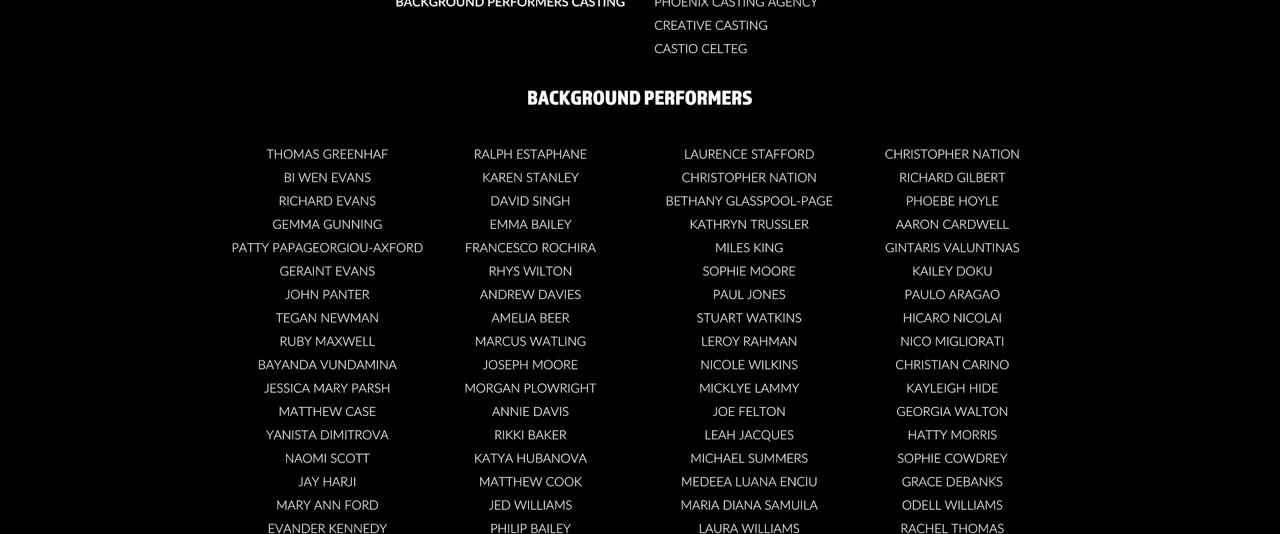 BACKGROUND PERFORMERS CASTING PHOENIX CASTING AGENCY
CREATIVE CASTING
CASTIO CELTEG
BACKGROUND PERFORMERS
THOMAS GREENHAF RALPH ESTAPHANE LAURENCE STAFFORD CHRISTOPHER NATION
BI WEN EVANS KAREN STANLEY CHRISTOPHER NATION RICHARD GILBERT
RICHARD EVANS DAVID SINGH BETHANY GLASSPOOL-PAGE PHOEBE HOYLE
GEMMA GUNNING EMMA BAILEY KATHRYN TRUSSLER AARON CARDWELL
PATTY PAPAGEORGIOU-AXFORD FRANCESCO ROCHIRA MILES KING GINTARIS VALUNTINAS
GERAINT EVANS RHYS WILTON SOPHIE MOORE KAILEY DOKU
JOHN PANTER ANDREW DAVIES PAUL JONES PAULO ARAGAO
TEGAN NEWMAN AMELIA BEER STUART WATKINS HICARO NICOLAI
RUBY MAXWELL MARCUS WATLING LEROY RAHMAN NICO MIGLIORATI
BAYANDA VUNDAMINA JOSEPH MOORE NICOLE WILKINS CHRISTIAN CARINO
JESSICA MARY PARSH MORGAN PLOWRIGHT MICKLYE LAMMY KAYLEIGH HIDE
MATTHEW CASE ANNIE DAVIS JOE FELTON GEORGIA WALTON
YANISTA DIMITROVA RIKKI BAKER LEAH JACQUES HATTY MORRIS
NAOMI SCOTT KATYA HUBANOVA MICHAEL SUMMERS SOPHIE COWDREY
JAY HARJI MATTHEW COOK MEDEEA LUANA ENCIU GRACE DEBANKS
MARY ANN FORD JED WILLIAMS MARIA DIANA SAMUILA ODELL WILLIAMS
EVANDER KENNEDY PHILIP BAILEY LAURA WILLIAMS RACHEL THOMAS